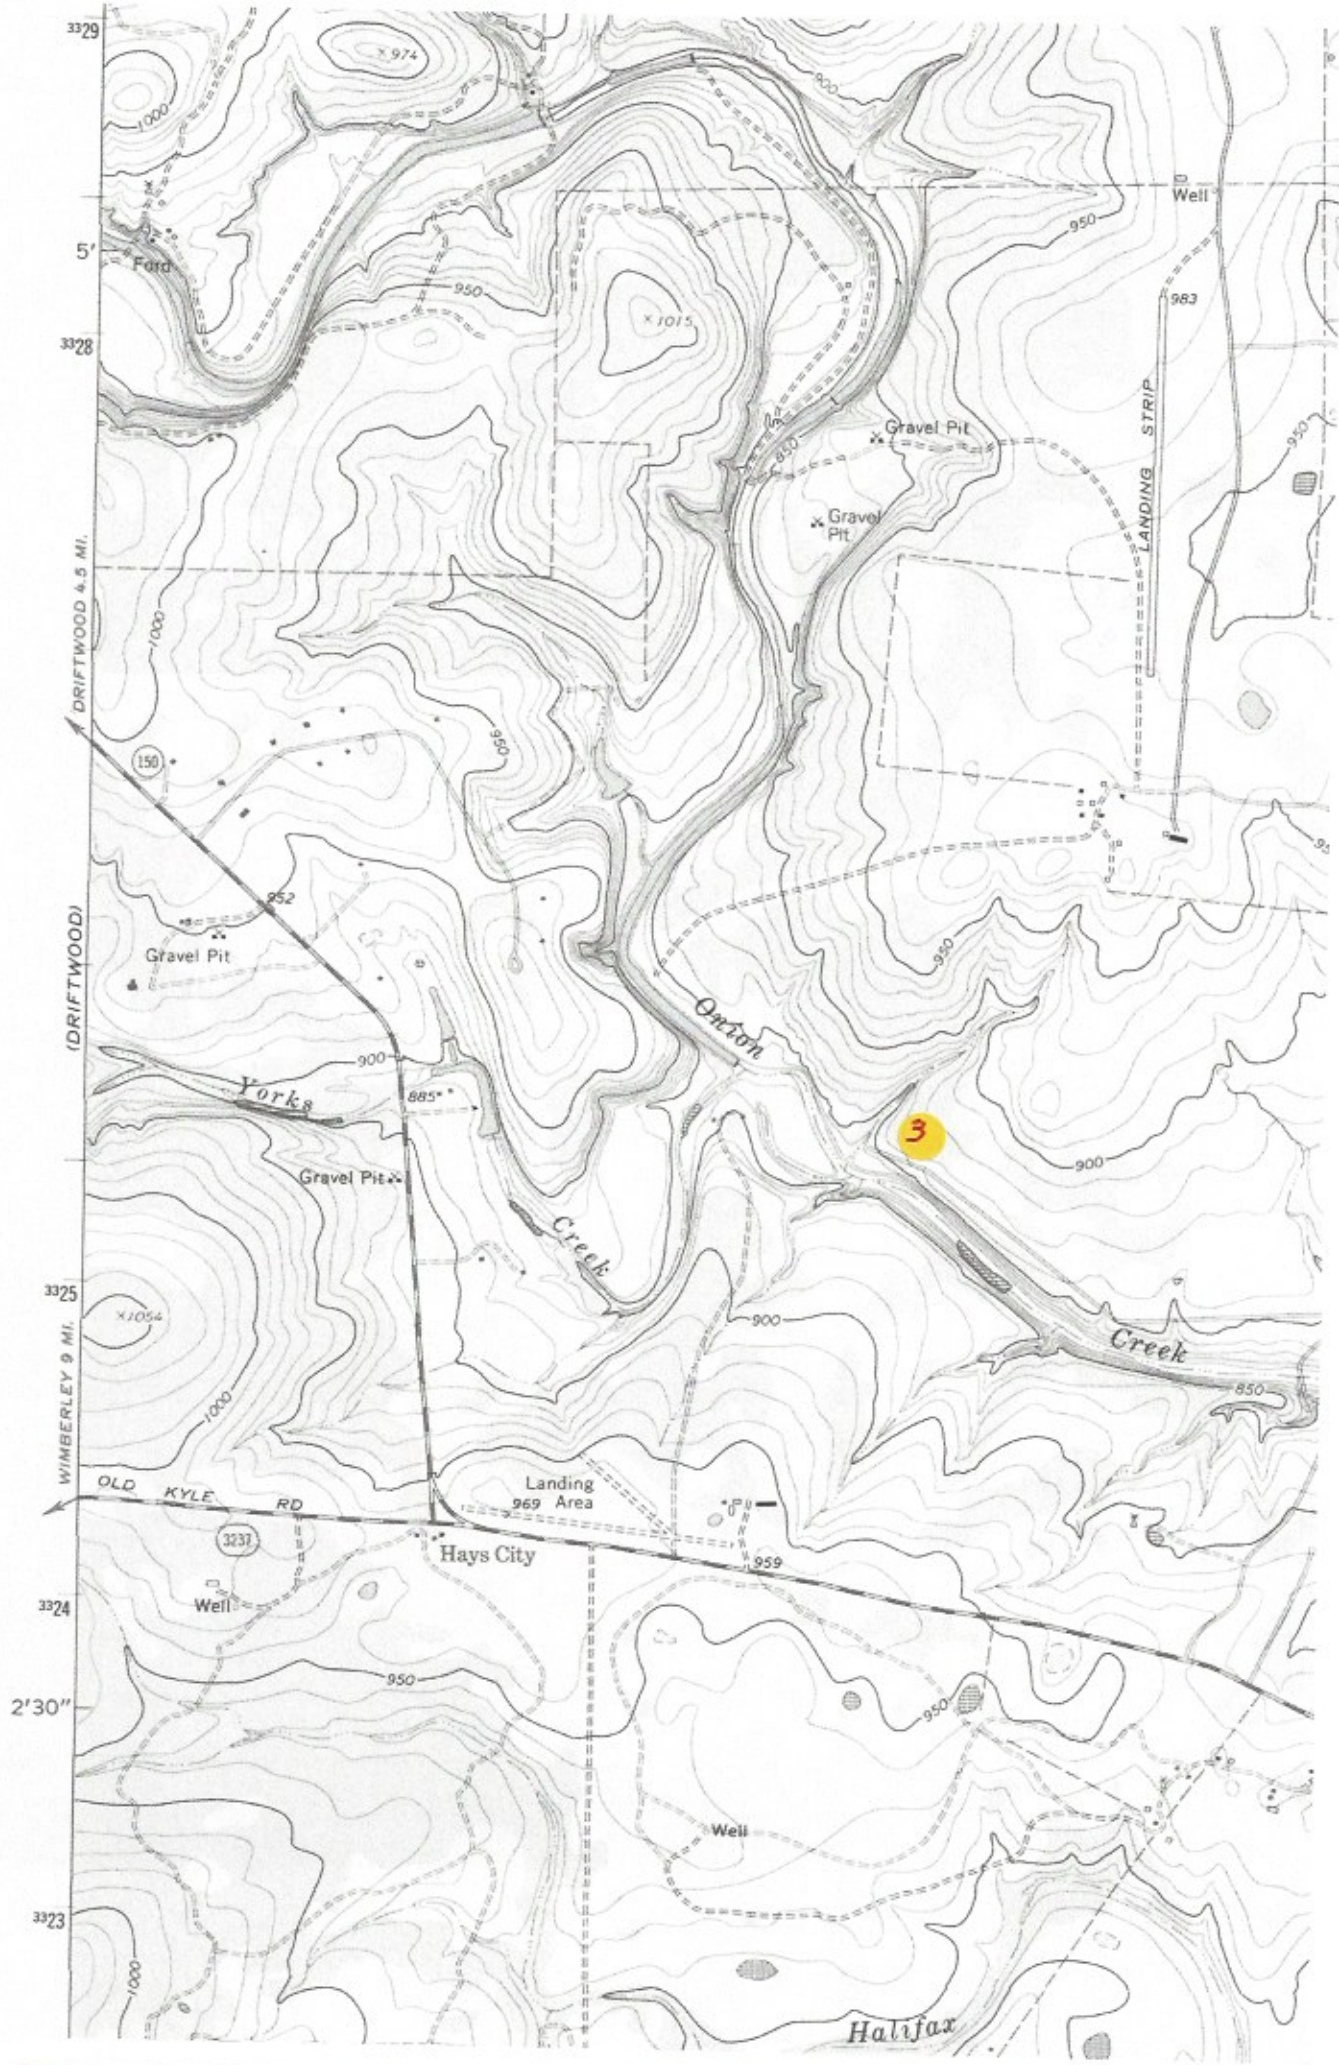 3329
×974
900
1000
Well
950
5'
Ford
983
950
×1015
3328
LANDING STRIP
Gravel Pit
850
950
Gravel
Pit
DRIFTWOOD 4.5 MI.
1000
950
150
952
950
Gravel Pit
(DRIFTWOOD)
Onion
900
Yorks
885
3
900
Gravel Pit
Creek
3325
×1054
900
Creek
850
WIMBERLEY 9 MI.
1000
OLD KYLE RD
Landing
969 Area
3237
Hays City
959
Well
3324
950
950
2'30"
Well
3323
1000
Halifax